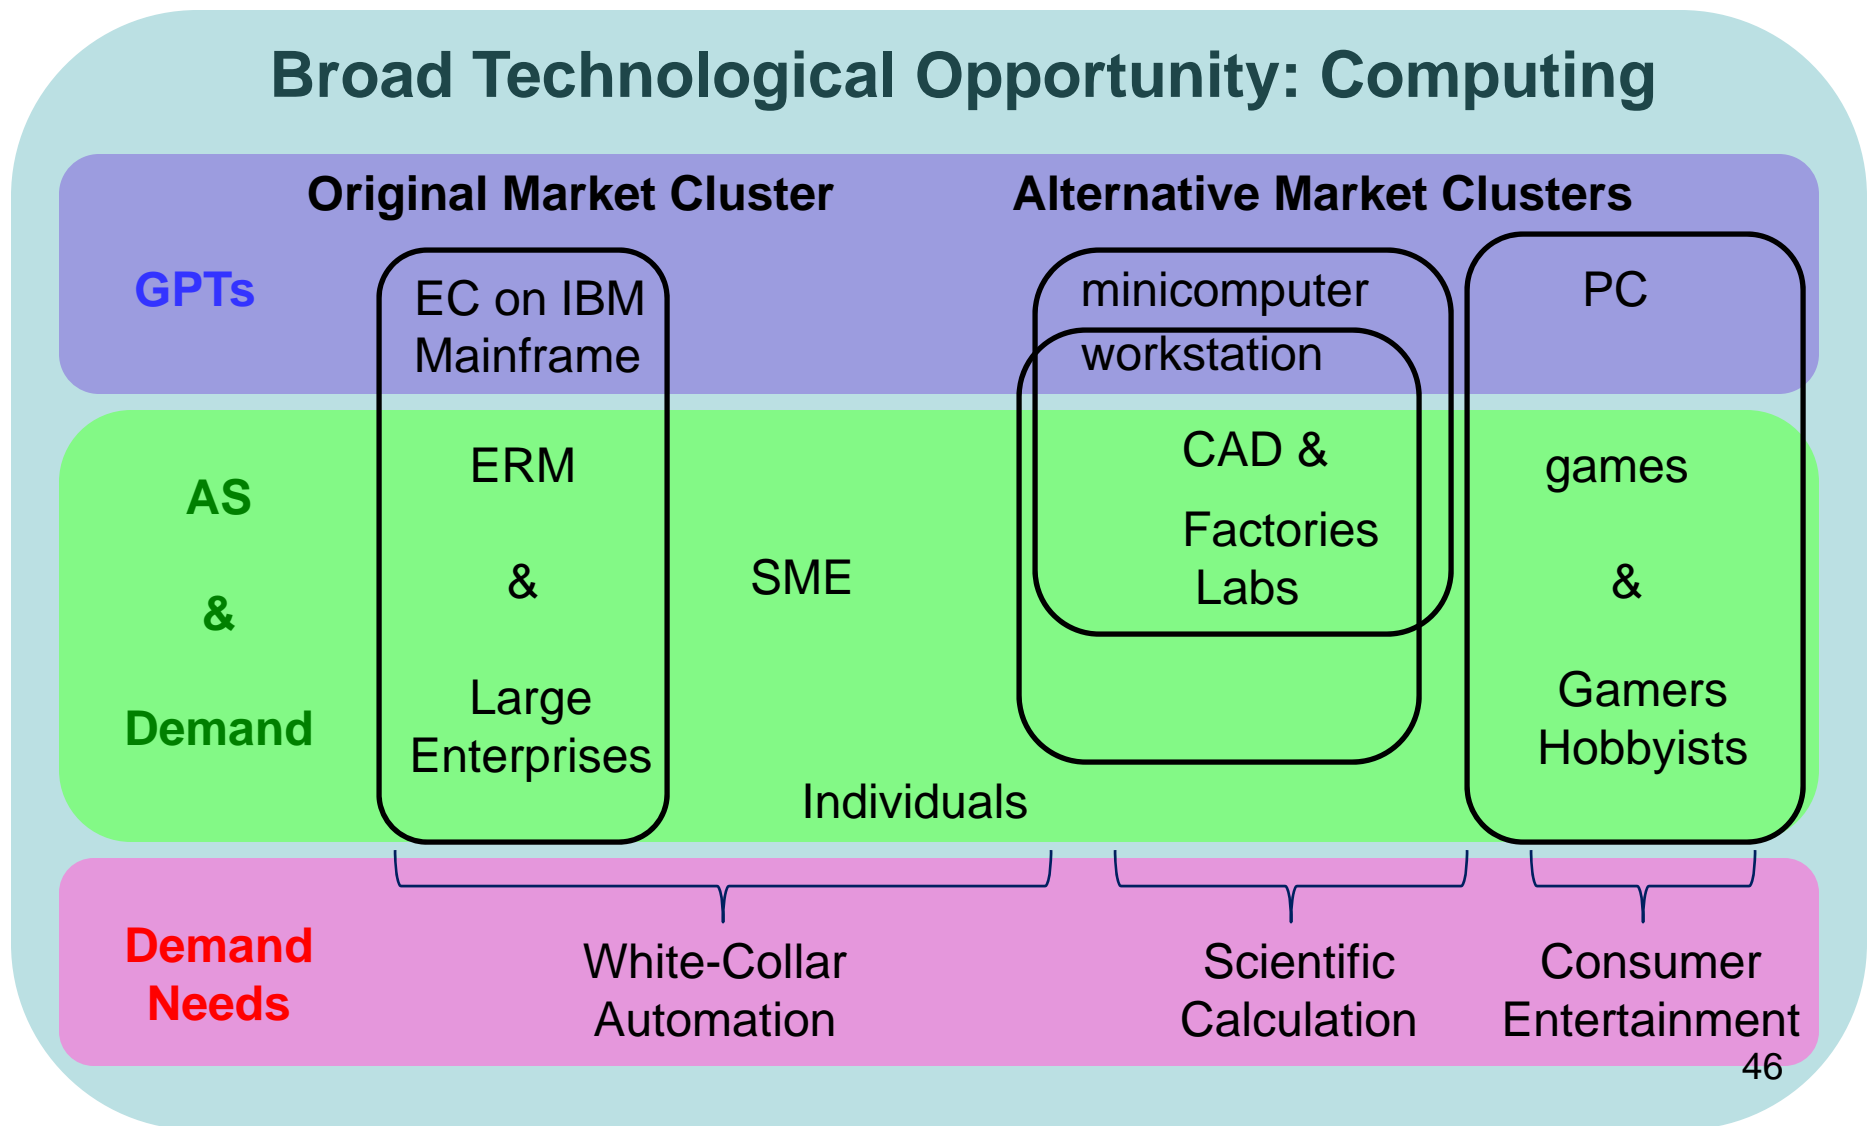 Broad Technological Opportunity: Computing
Original Market Cluster
Alternative Market Clusters
GPTs
EC on IBM
Mainframe
minicomputer
workstation
PC
AS
&
Demand
ERM
&
Large
Enterprises
SME
Individuals
CAD &
Factories
Labs
games
&
Gamers
Hobbyists
Demand
Needs
White-Collar
Automation
Scientific
Calculation
Consumer
Entertainment
46